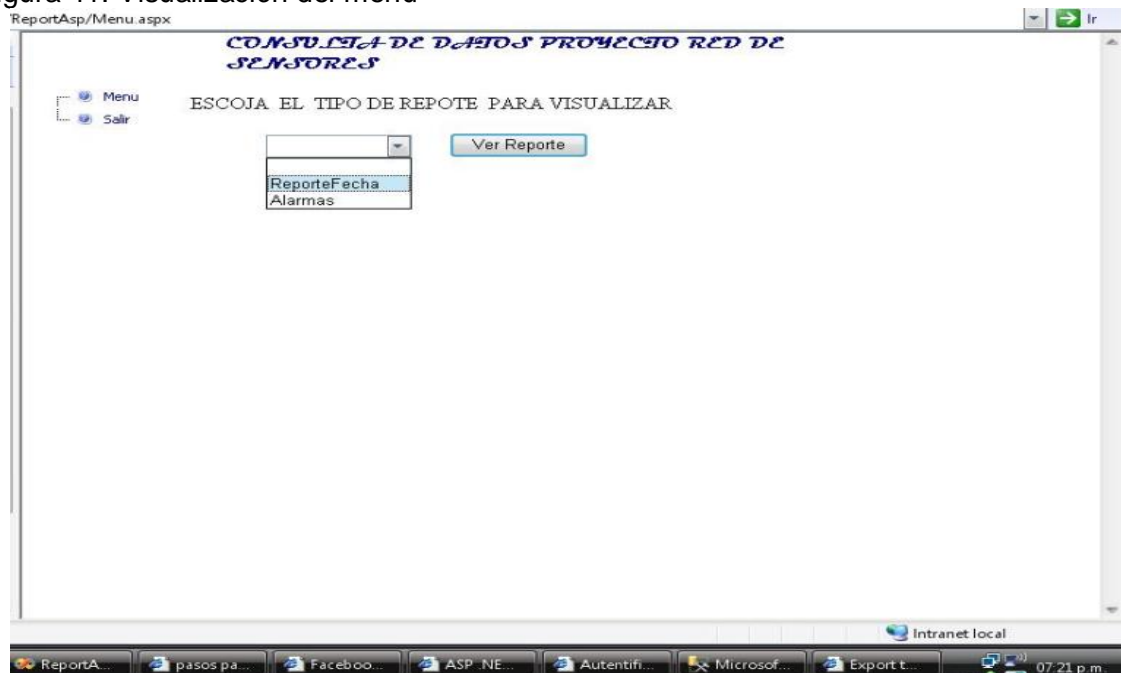 ReportAsp/Menu.aspx
Ir
CONSULTA DE DATOS PROYECTO RED DE
SENSORES
Menu
Salir
ESCOJA EL TIPO DE REPOTE PARA VISUALIZAR
Ver Reporte
ReporteFecha
Alarmas
Intranet local
ReportA... pasos pa... Faceboo... ASP .NE... Autentifi... Microsof... Export t... 07:21 p.m.